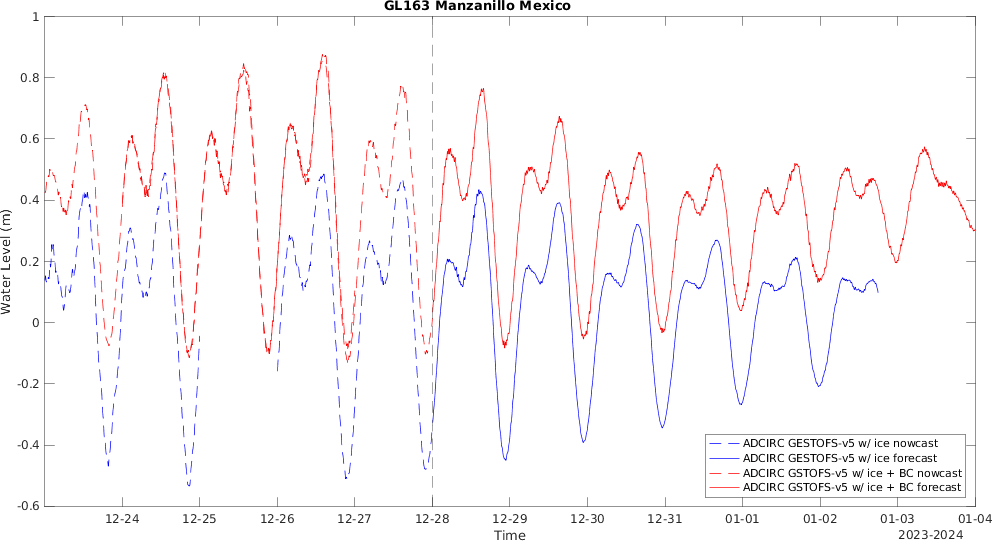 GL163 Manzanillo Mexico
1
0.8
0.6
0.4
0.2
0
-0.2
-0.4
-0.6
Water Level (m)
ADCIRC GESTOFS-v5 w/ ice nowcast
ADCIRC GESTOFS-v5 w/ ice forecast
ADCIRC GSTOFS-v5 w/ ice + BC nowcast
ADCIRC GSTOFS-v5 w/ ice + BC forecast
12-24 12-25 12-26 12-27 12-28 12-29 12-30 12-31 01-01 01-02 01-03 01-04
Time
2023-2024